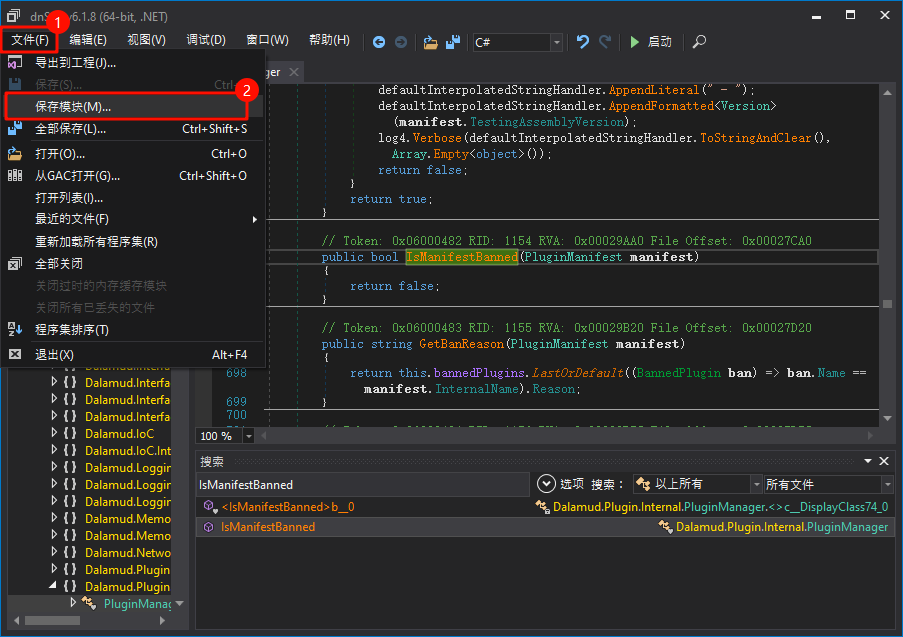 dnSpy v6.1.8 (64-bit, .NET)
1
文件(F) 编辑(E) 视图(V) 调试(D) 窗口(W) 帮助(H) C# 启动
导出到工程(J)...
ger
保存(S)... Ctrl+
2
保存模块(M)...
全部保存(L)... Ctrl+Shift+S
打开(O)... Ctrl+O
从GAC打开(G)... Ctrl+Shift+O
打开列表(I)...
最近的文件(F)
重新加载所有程序集(R)
全部关闭
关闭过时的内存缓存模块
关闭所有已丢失的文件
程序集排序(T)
退出(X) Alt+F4
defaultInterpolatedStringHandler.AppendLiteral(" - ");
defaultInterpolatedStringHandler.AppendFormatted<Version>
(manifest.TestingAssemblyVersion);
log4.Verbose(defaultInterpolatedStringHandler.ToStringAndClear(),
Array.Empty<object>());
return false;
}
return true;
}
// Token: 0x06000482 RID: 1154 RVA: 0x00029AA0 File Offset: 0x00027CA0
public bool IsManifestBanned(PluginManifest manifest)
{
return false;
}
// Token: 0x06000483 RID: 1155 RVA: 0x00029B20 File Offset: 0x00027D20
public string GetBanReason(PluginManifest manifest)
{
698 return this.bannedPlugins.LastOrDefault((BannedPlugin ban) => ban.Name ==
manifest.InternalName).Reason;
699 }
700
100 %
{} Dalamud.Interfa
{} Dalamud.Interfa
{} Dalamud.Interfa
{} Dalamud.IoC
{} Dalamud.IoC.Int
{} Dalamud.Loggin
{} Dalamud.Loggin
{} Dalamud.Loggin
{} Dalamud.Memo
{} Dalamud.Memo
{} Dalamud.Netwo
{} Dalamud.Plugin
{} Dalamud.Plugin
PluginManag
搜索
IsManifestBanned 选项 搜索： 以上所有 所有文件
<IsManifestBanned>b__0 Dalamud.Plugin.Internal.PluginManager.<>c__DisplayClass74_0
IsManifestBanned Dalamud.Plugin.Internal.PluginManager